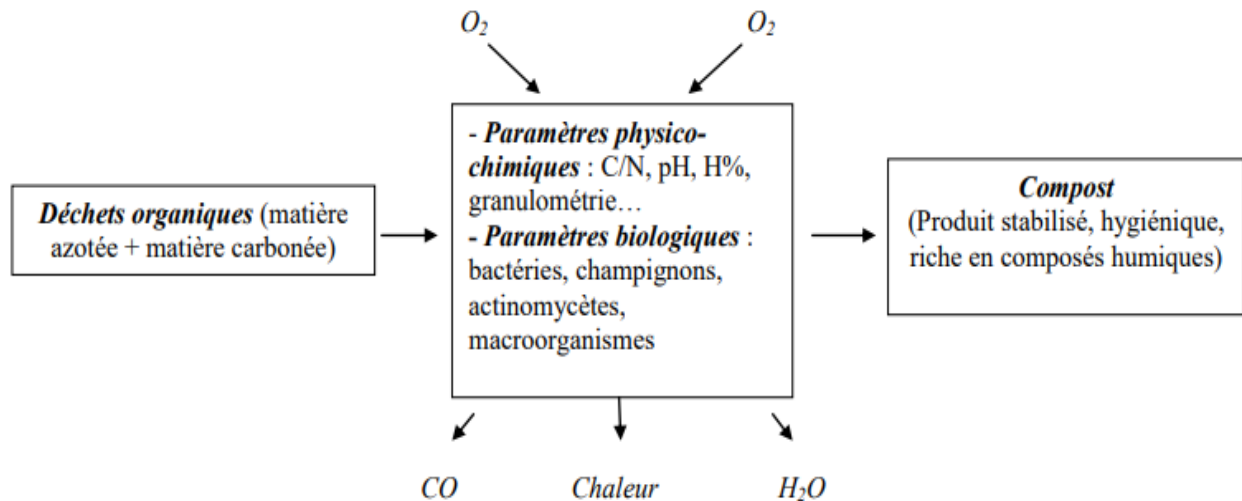 O₂ O₂
- Paramètres physico-
chimiques : C/N, pH, H%,
granulométrie…
- Paramètres biologiques :
bactéries, champignons,
actinomycètes,
macroorganismes
Déchets organiques (matière
azotée + matière carbonée)
Compost
(Produit stabilisé, hygiénique,
riche en composés humiques)
CO Chaleur H₂O